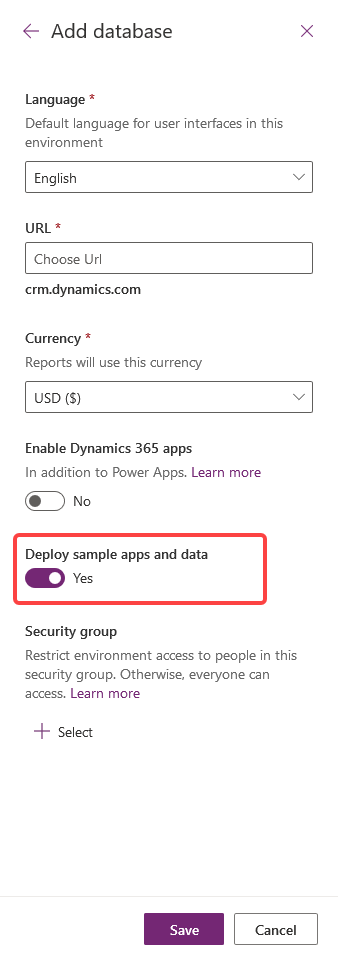 Add database
Language *
Default language for user interfaces in this
environment
English
URL *
Choose Url
crm.dynamics.com
Currency *
Reports will use this currency
USD ($)
Enable Dynamics 365 apps
In addition to Power Apps. Learn more
No
Deploy sample apps and data
Yes
Security group
Restrict environment access to people in this
security group. Otherwise, everyone can
access. Learn more
Select
Save Cancel